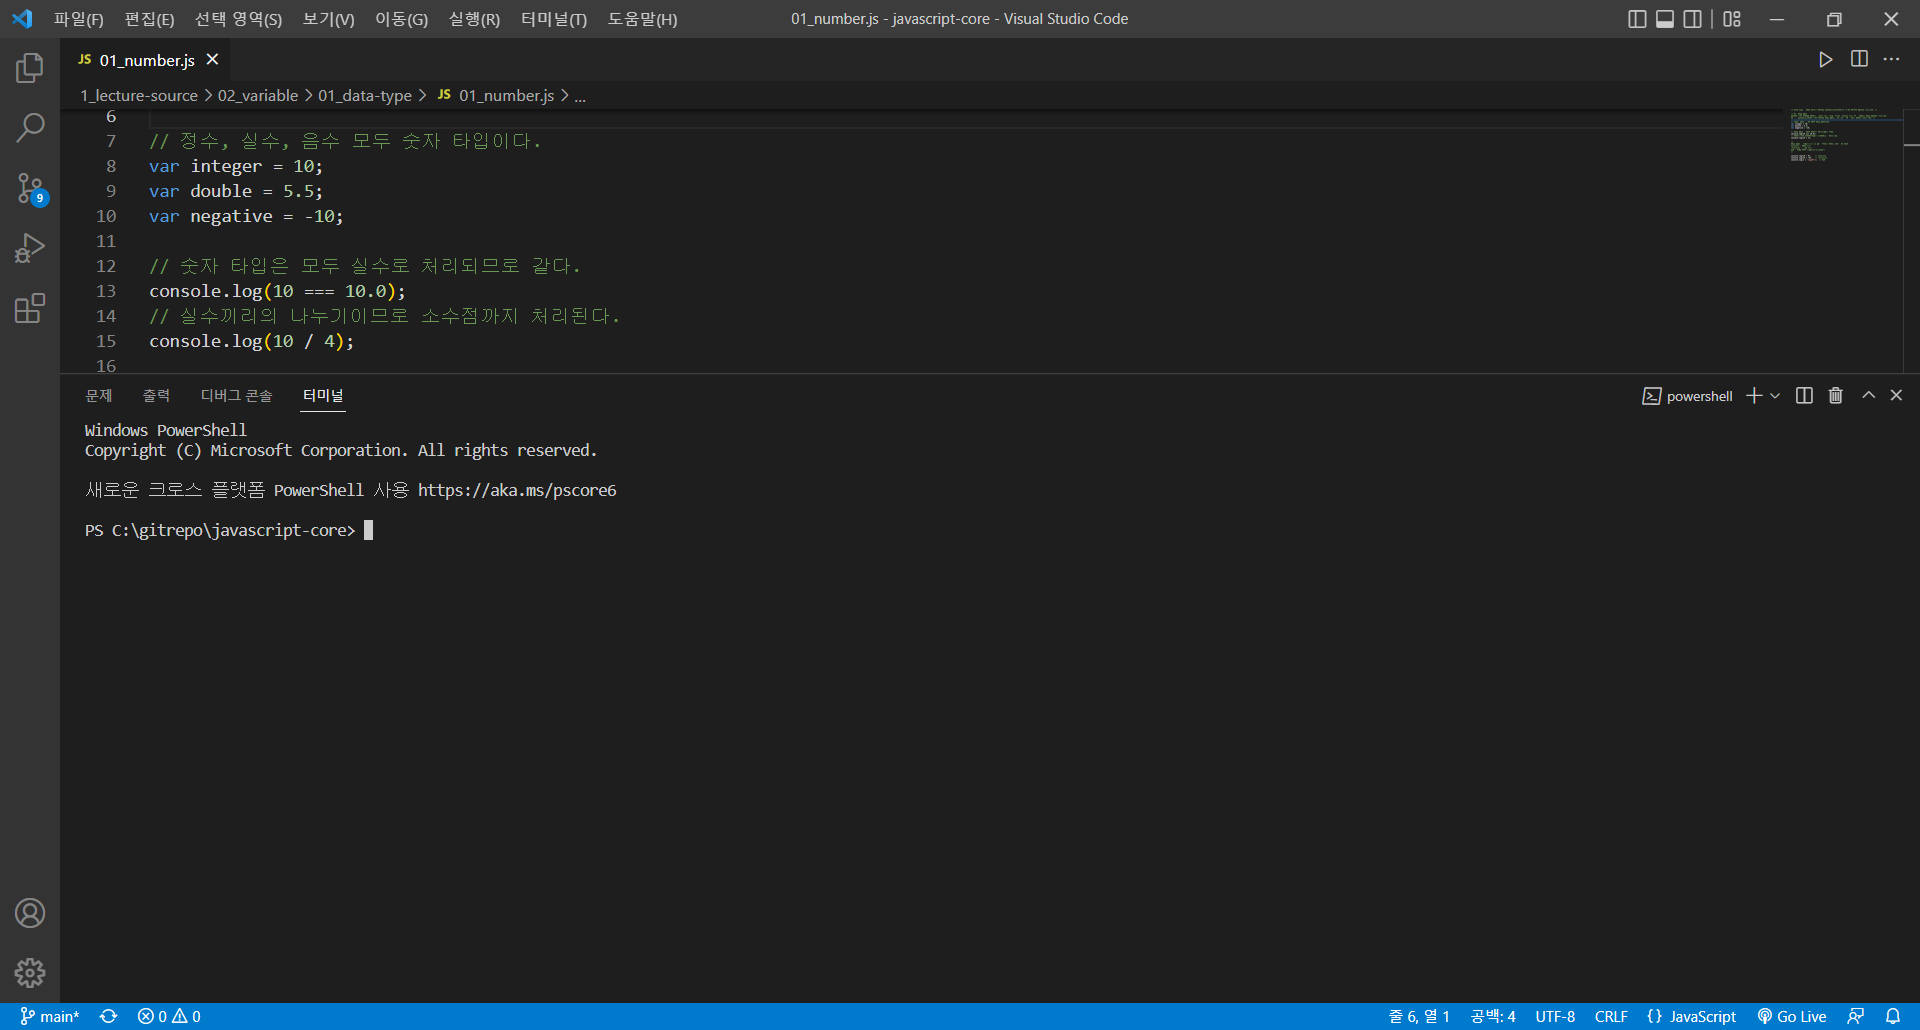 파일(F) 편집(E) 선택 영역(S) 보기(V) 이동(G) 실행(R) 터미널(T) 도움말(H) 01_number.js - javascript-core - Visual Studio Code
JS 01_number.js
1_lecture-source > 02_variable > 01_data-type > JS 01_number.js > ...
6
7 // 정수, 실수, 음수 모두 숫자 타입이다.
8 var integer = 10;
9 var double = 5.5;
10 var negative = -10;
11
12 // 숫자 타입은 모두 실수로 처리되므로 같다.
13 console.log(10 === 10.0);
14 // 실수끼리의 나누기이므로 소수점까지 처리된다.
15 console.log(10 / 4);
16
9
문제 출력 디버그 콘솔 터미널 powershell
Windows PowerShell
Copyright (C) Microsoft Corporation. All rights reserved.
새로운 크로스 플랫폼 PowerShell 사용 https://aka.ms/pscore6
PS C:\gitrepo\javascript-core>
main* 0 0 줄 6, 열 1 공백: 4 UTF-8 CRLF {} JavaScript Go Live